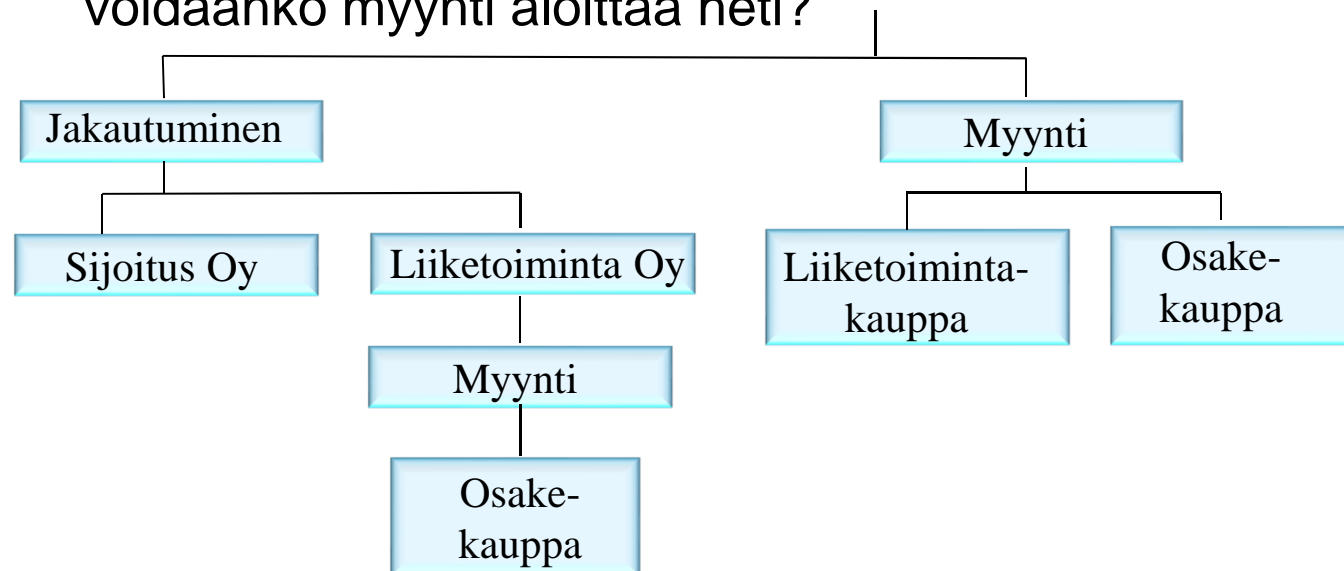 voidaanko myynti aloittaa heti?
Jakautuminen
Myynti
Sijoitus Oy
Liiketoiminta Oy
Liiketoiminta-
kauppa
Osake-
kauppa
Myynti
Osake-
kauppa